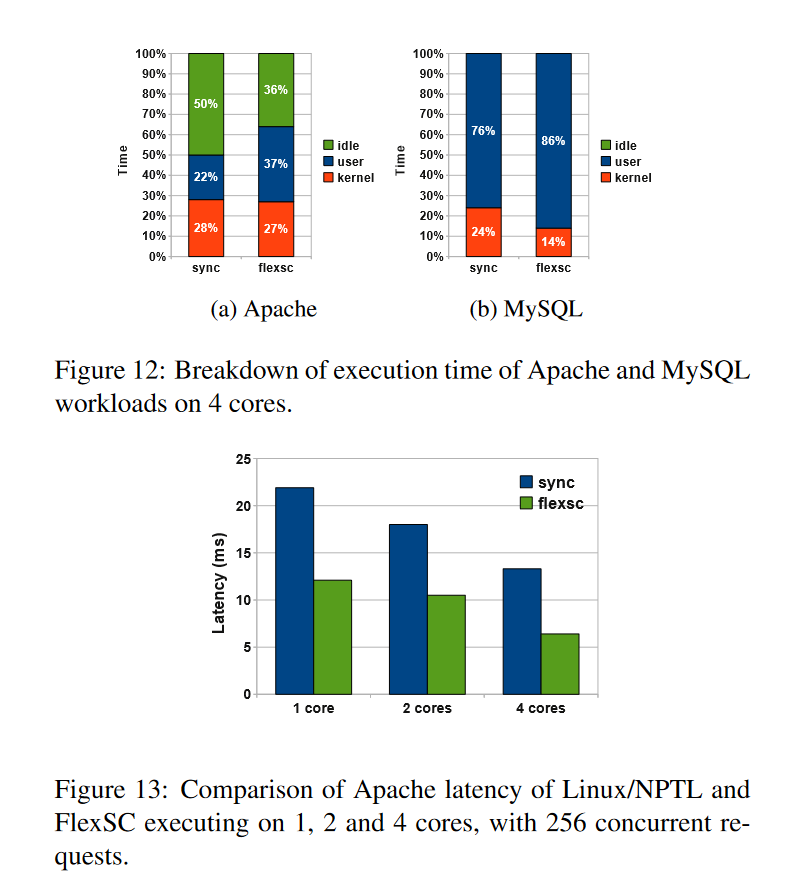 100%
90%
80%
70%
60%
50%
40%
30%
20%
10%
0%
Time
50%
22%
28%
36%
37%
27%
sync
flexsc
idle
user
kernel
(a) Apache
100%
90%
80%
70%
60%
50%
40%
30%
20%
10%
0%
Time
76%
24%
86%
14%
sync
flexsc
idle
user
kernel
(b) MySQL
Figure 12: Breakdown of execution time of Apache and MySQL
workloads on 4 cores.
25
20
15
10
5
0
Latency (ms)
sync
flexsc
1 core
2 cores
4 cores
Figure 13: Comparison of Apache latency of Linux/NPTL and
FlexSC executing on 1, 2 and 4 cores, with 256 concurrent re-
quests.